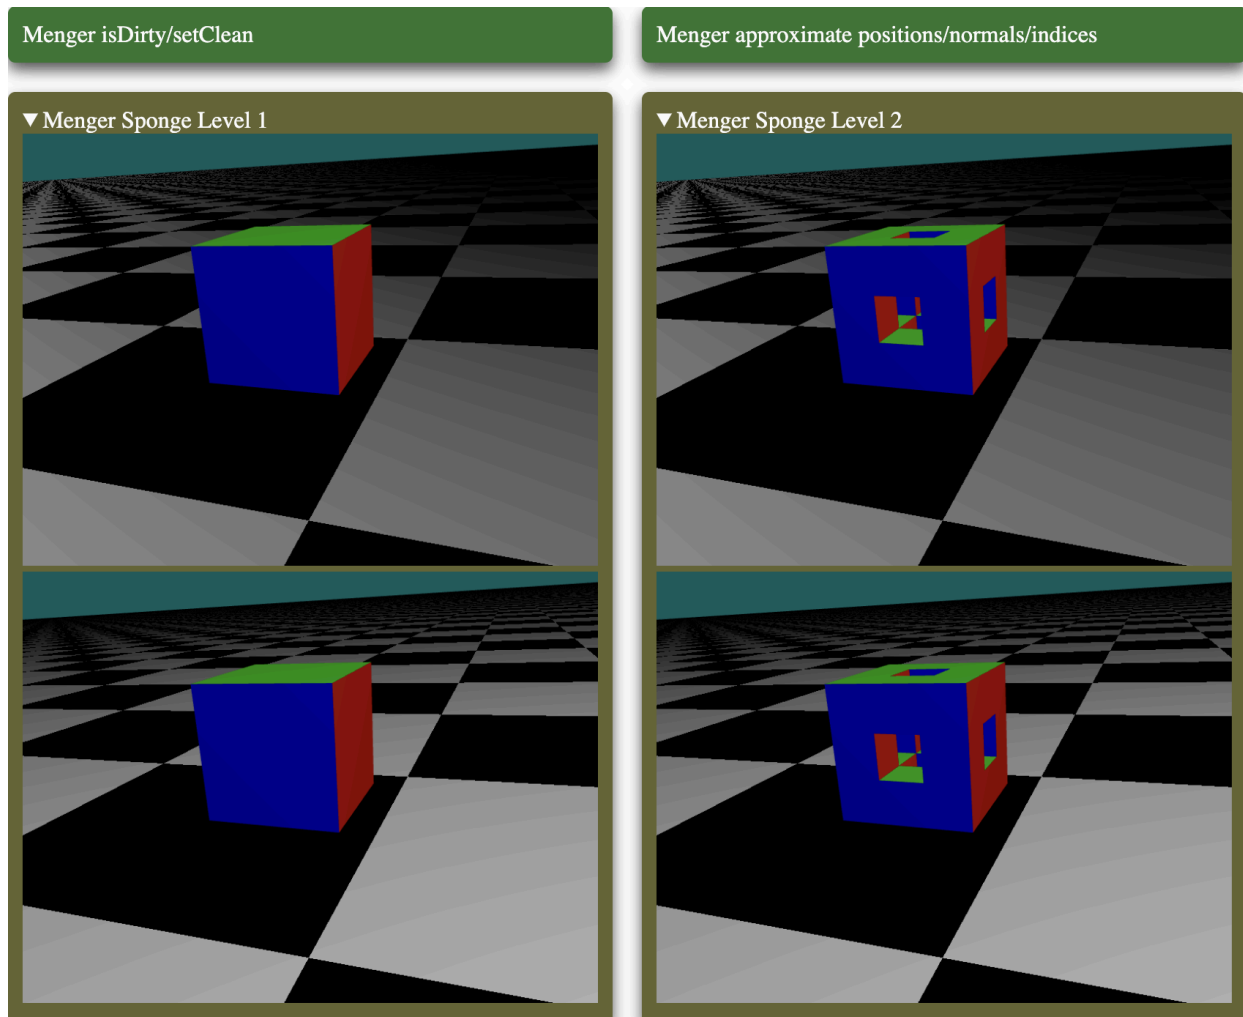 Menger isDirty/setClean
Menger approximate positions/normals/indices
Menger Sponge Level 1
Menger Sponge Level 2